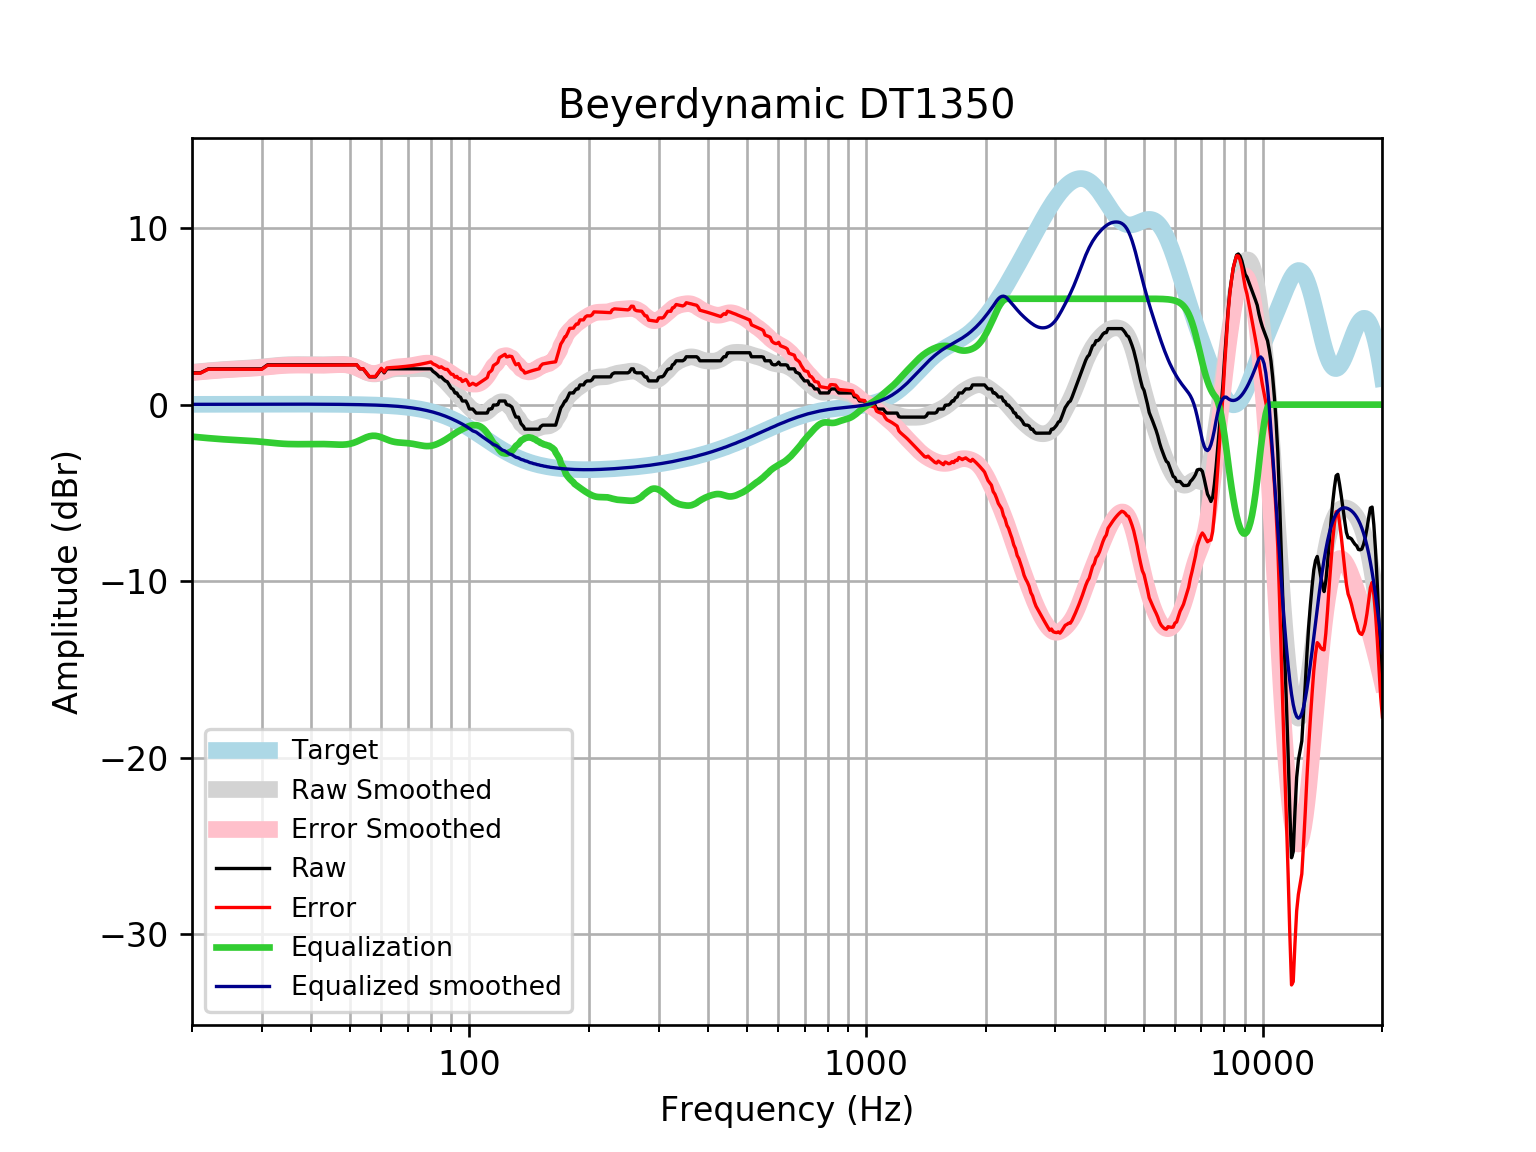 Beyerdynamic DT1350
Amplitude (dBr)
10
0
−10
−20
−30
Target
Raw Smoothed
Error Smoothed
Raw
Error
Equalization
Equalized smoothed
100
1000
10000
Frequency (Hz)